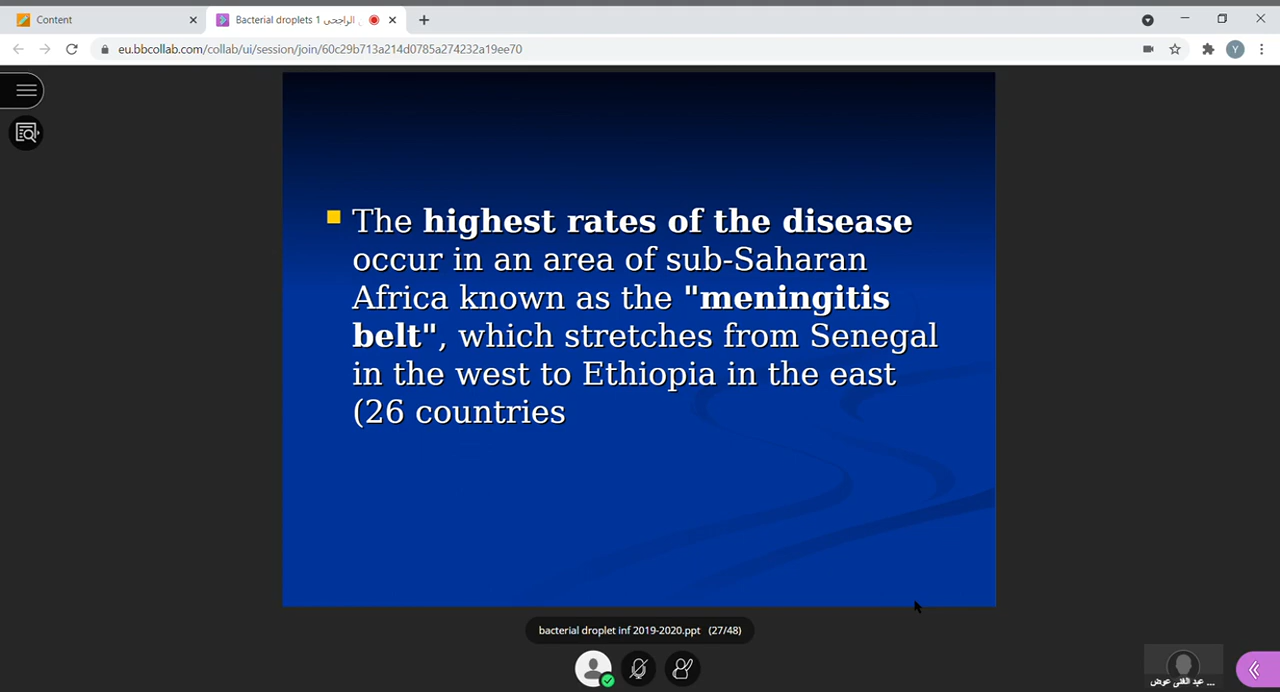 Content
Bacterial droplets 1 الراجحى
eu.bbcollab.com/collab/ui/session/join/60c29b713a214d0785a274232a19ee70
Y
The highest rates of the disease
occur in an area of sub-Saharan
Africa known as the "meningitis
belt", which stretches from Senegal
in the west to Ethiopia in the east
(26 countries
bacterial droplet inf 2019-2020.ppt (27/48)
عبد الغنى عوض ...